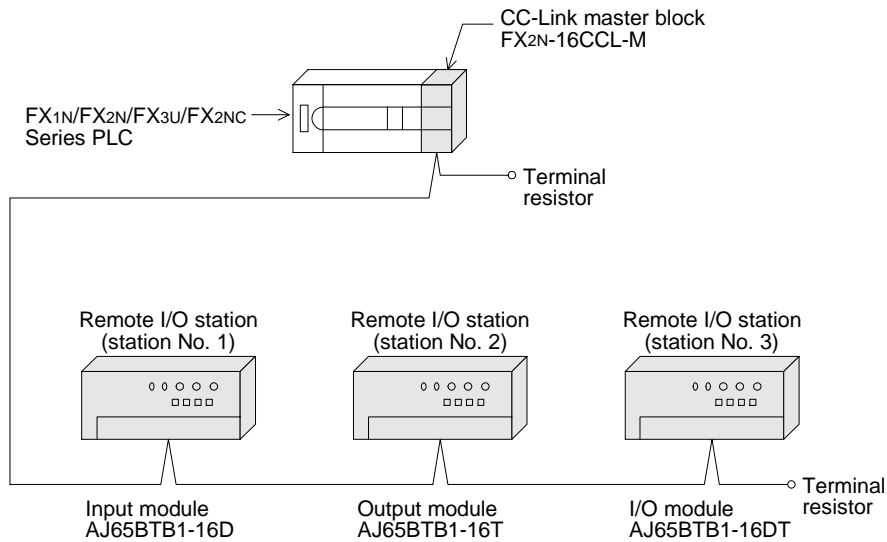 CC-Link master block
FX2N-16CCL-M
FX1N/FX2N/FX3U/FX2NC
Series PLC
Terminal
resistor
Remote I/O station
(station No. 1)
Remote I/O station
(station No. 2)
Remote I/O station
(station No. 3)
Input module
AJ65BTB1-16D
Output module
AJ65BTB1-16T
I/O module
AJ65BTB1-16DT
Terminal
resistor